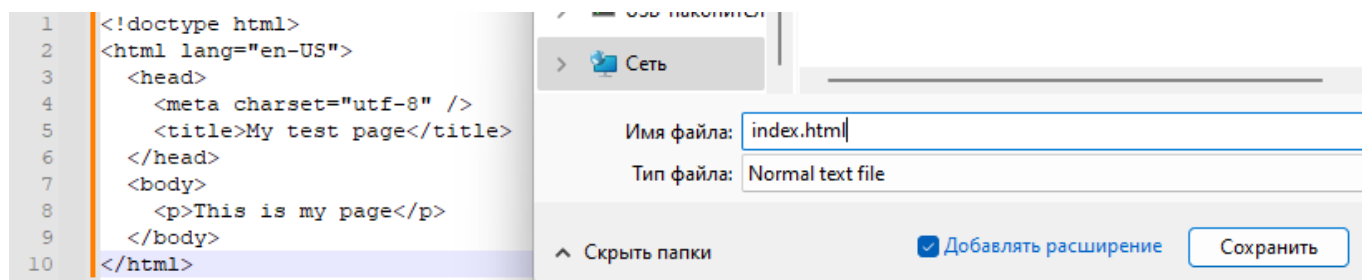 1 <!doctype html>
2 <html lang="en-US">
3 <head>
4 <meta charset="utf-8" />
5 <title>My test page</title>
6 </head>
7 <body>
8 <p>This is my page</p>
9 </body>
10 </html>
Сеть
Имя файла: index.html
Тип файла: Normal text file
Скрыть папки
Добавлять расширение
Сохранить